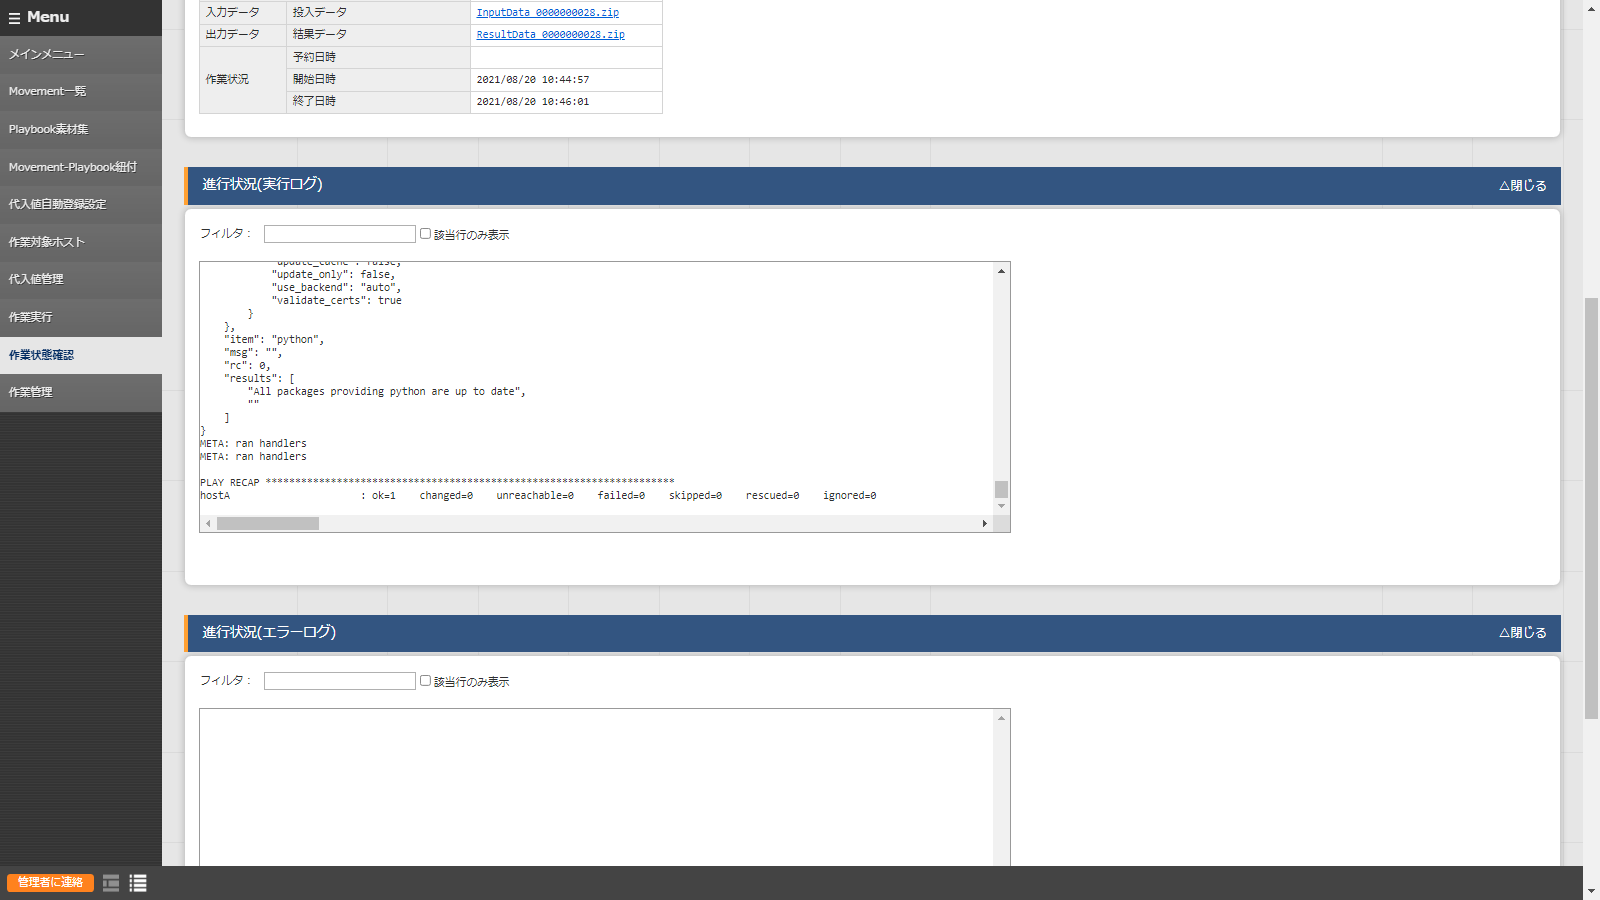 Menu
メインメニュー
Movement一覧
Playbook素材集
Movement-Playbook紐付
代入値自動登録設定
作業対象ホスト
代入値管理
作業実行
作業状態確認
作業管理
入力データ 投入データ InputData_0000000028.zip
出力データ 結果データ ResultData_0000000028.zip
作業状況 予約日時
開始日時 2021/08/20 10:44:57
終了日時 2021/08/20 10:46:01
進行状況(実行ログ) △閉じる
フィルタ： 該当行のみ表示
"update_cache": false,
"update_only": false,
"use_backend": "auto",
"validate_certs": true
}
},
"item": "python",
"msg": "",
"rc": 0,
"results": [
"All packages providing python are up to date",
""
]
}
META: ran handlers
META: ran handlers
PLAY RECAP *********************************************************************
hostA : ok=1 changed=0 unreachable=0 failed=0 skipped=0 rescued=0 ignored=0
進行状況(エラーログ) △閉じる
フィルタ： 該当行のみ表示
管理者に連絡